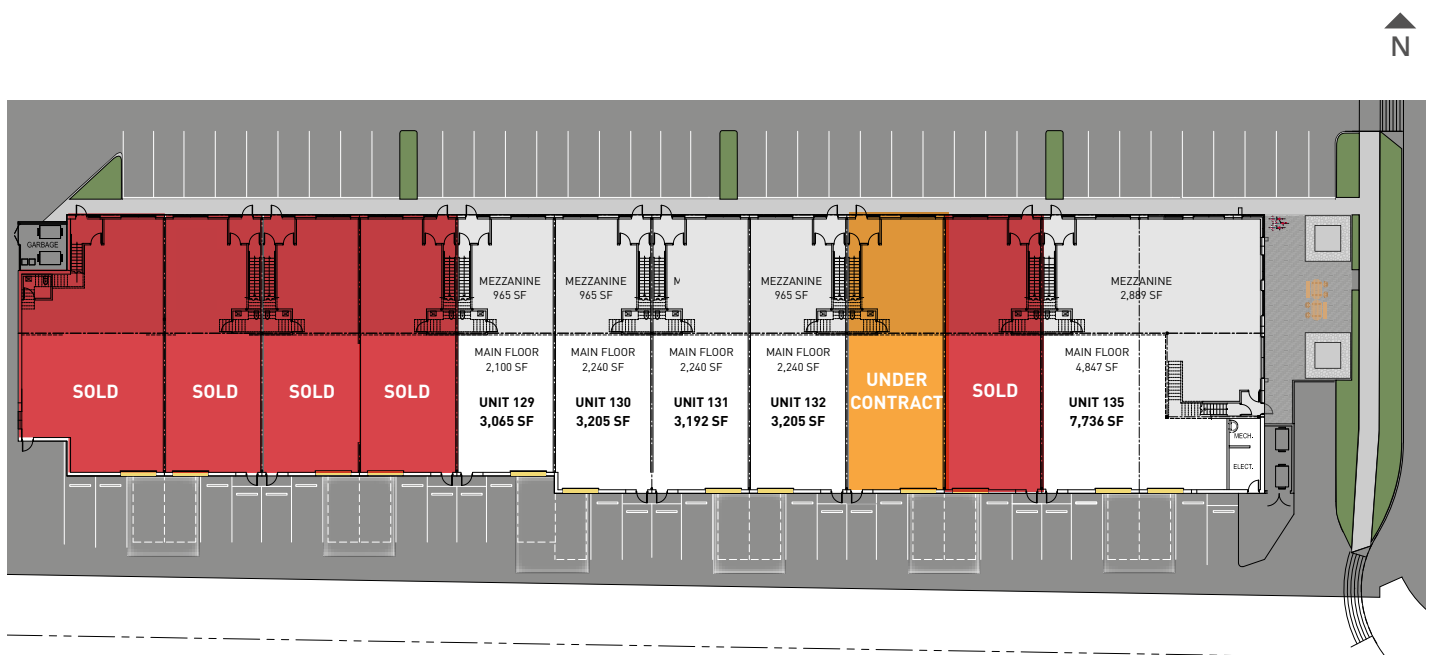 N
GARBAGE
MEZZANINE
965 SF
MEZZANINE
965 SF
M
MEZZANINE
965 SF
MEZZANINE
2,889 SF
MAIN FLOOR
2,100 SF
UNIT 129
3,065 SF
MAIN FLOOR
2,240 SF
UNIT 130
3,205 SF
MAIN FLOOR
2,240 SF
UNIT 131
3,192 SF
MAIN FLOOR
2,240 SF
UNIT 132
3,205 SF
MAIN FLOOR
4,847 SF
UNIT 135
7,736 SF
SOLD
SOLD
SOLD
SOLD
UNDER
CONTRACT
SOLD
MECH.
ELECT.